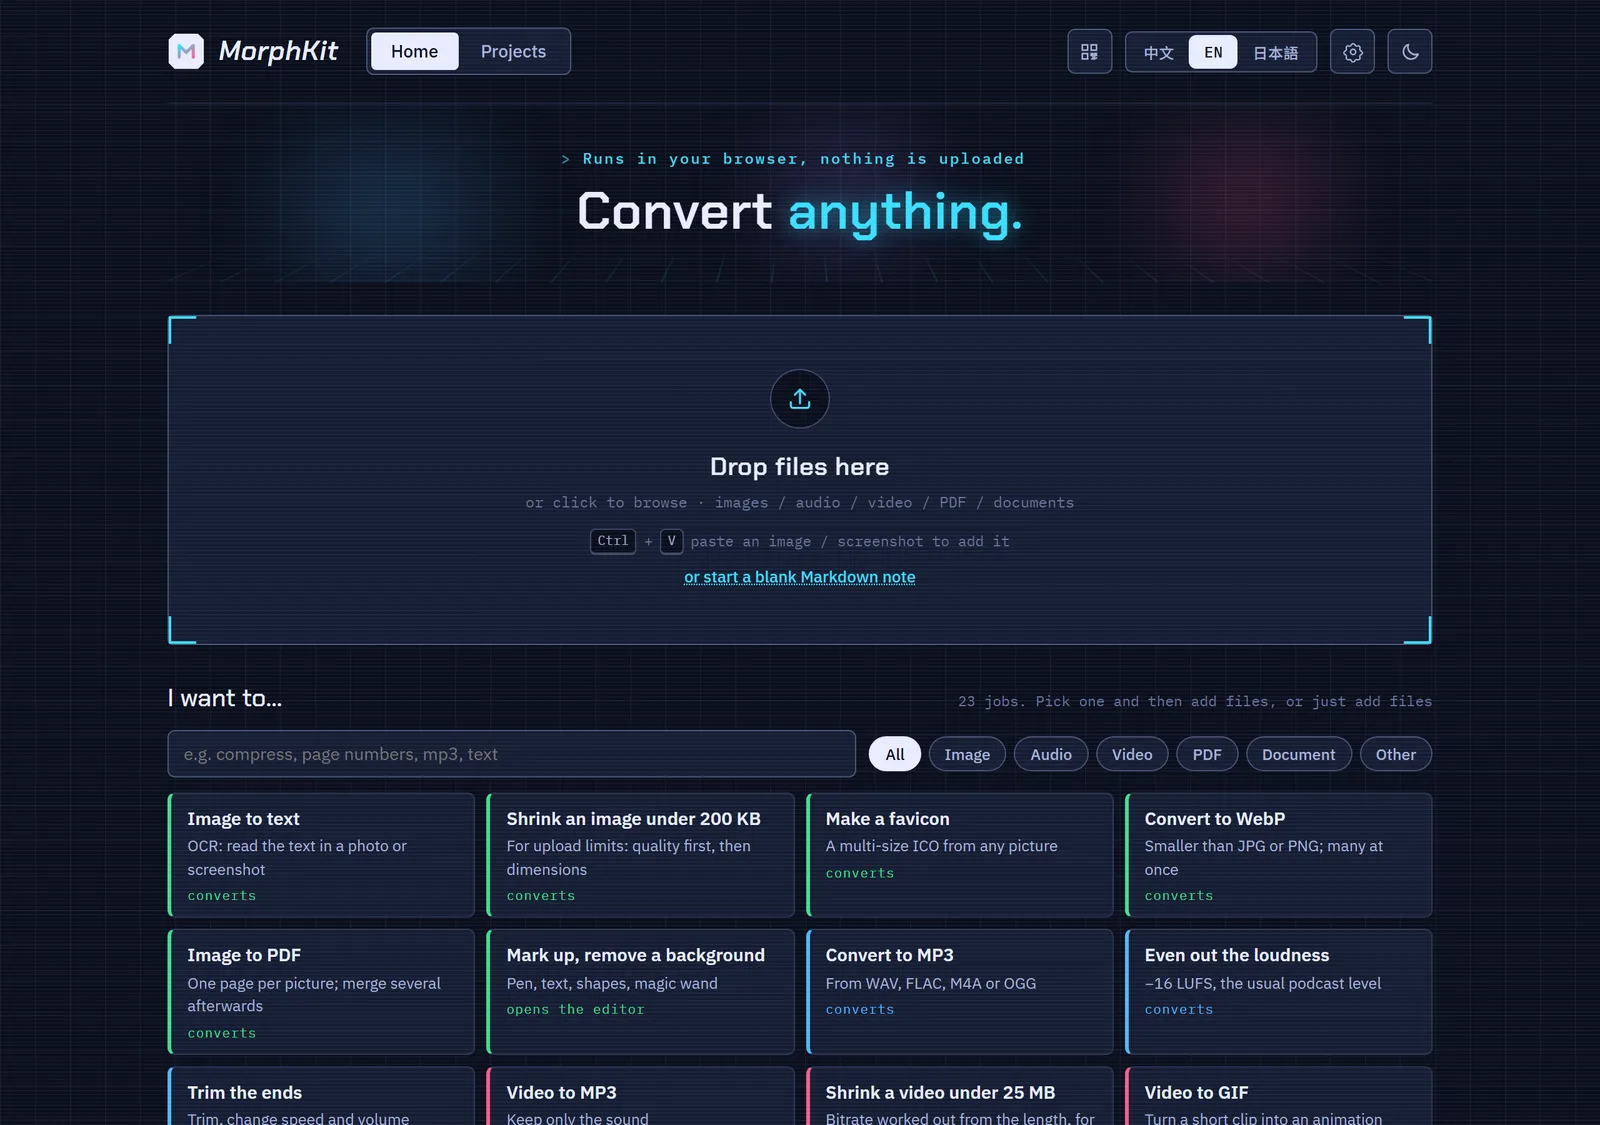 MorphKit
Home
Projects
中文
EN
日本語
> Runs in your browser, nothing is uploaded
Convert anything.
Drop files here
or click to browse · images / audio / video / PDF / documents
Ctrl + V paste an image / screenshot to add it
or start a blank Markdown note
I want to...
23 jobs. Pick one and then add files, or just add files
e.g. compress, page numbers, mp3, text
All
Image
Audio
Video
PDF
Document
Other
Image to text
OCR: read the text in a photo or
screenshot
converts
Shrink an image under 200 KB
For upload limits: quality first, then
dimensions
converts
Make a favicon
A multi-size ICO from any picture
converts
Convert to WebP
Smaller than JPG or PNG; many at
once
converts
Image to PDF
One page per picture; merge several
afterwards
converts
Mark up, remove a background
Pen, text, shapes, magic wand
opens the editor
Convert to MP3
From WAV, FLAC, M4A or OGG
converts
Even out the loudness
−16 LUFS, the usual podcast level
converts
Trim the ends
Trim, change speed and volume
Video to MP3
Keep only the sound
Shrink a video under 25 MB
Bitrate worked out from the length, for
Video to GIF
Turn a short clip into an animation